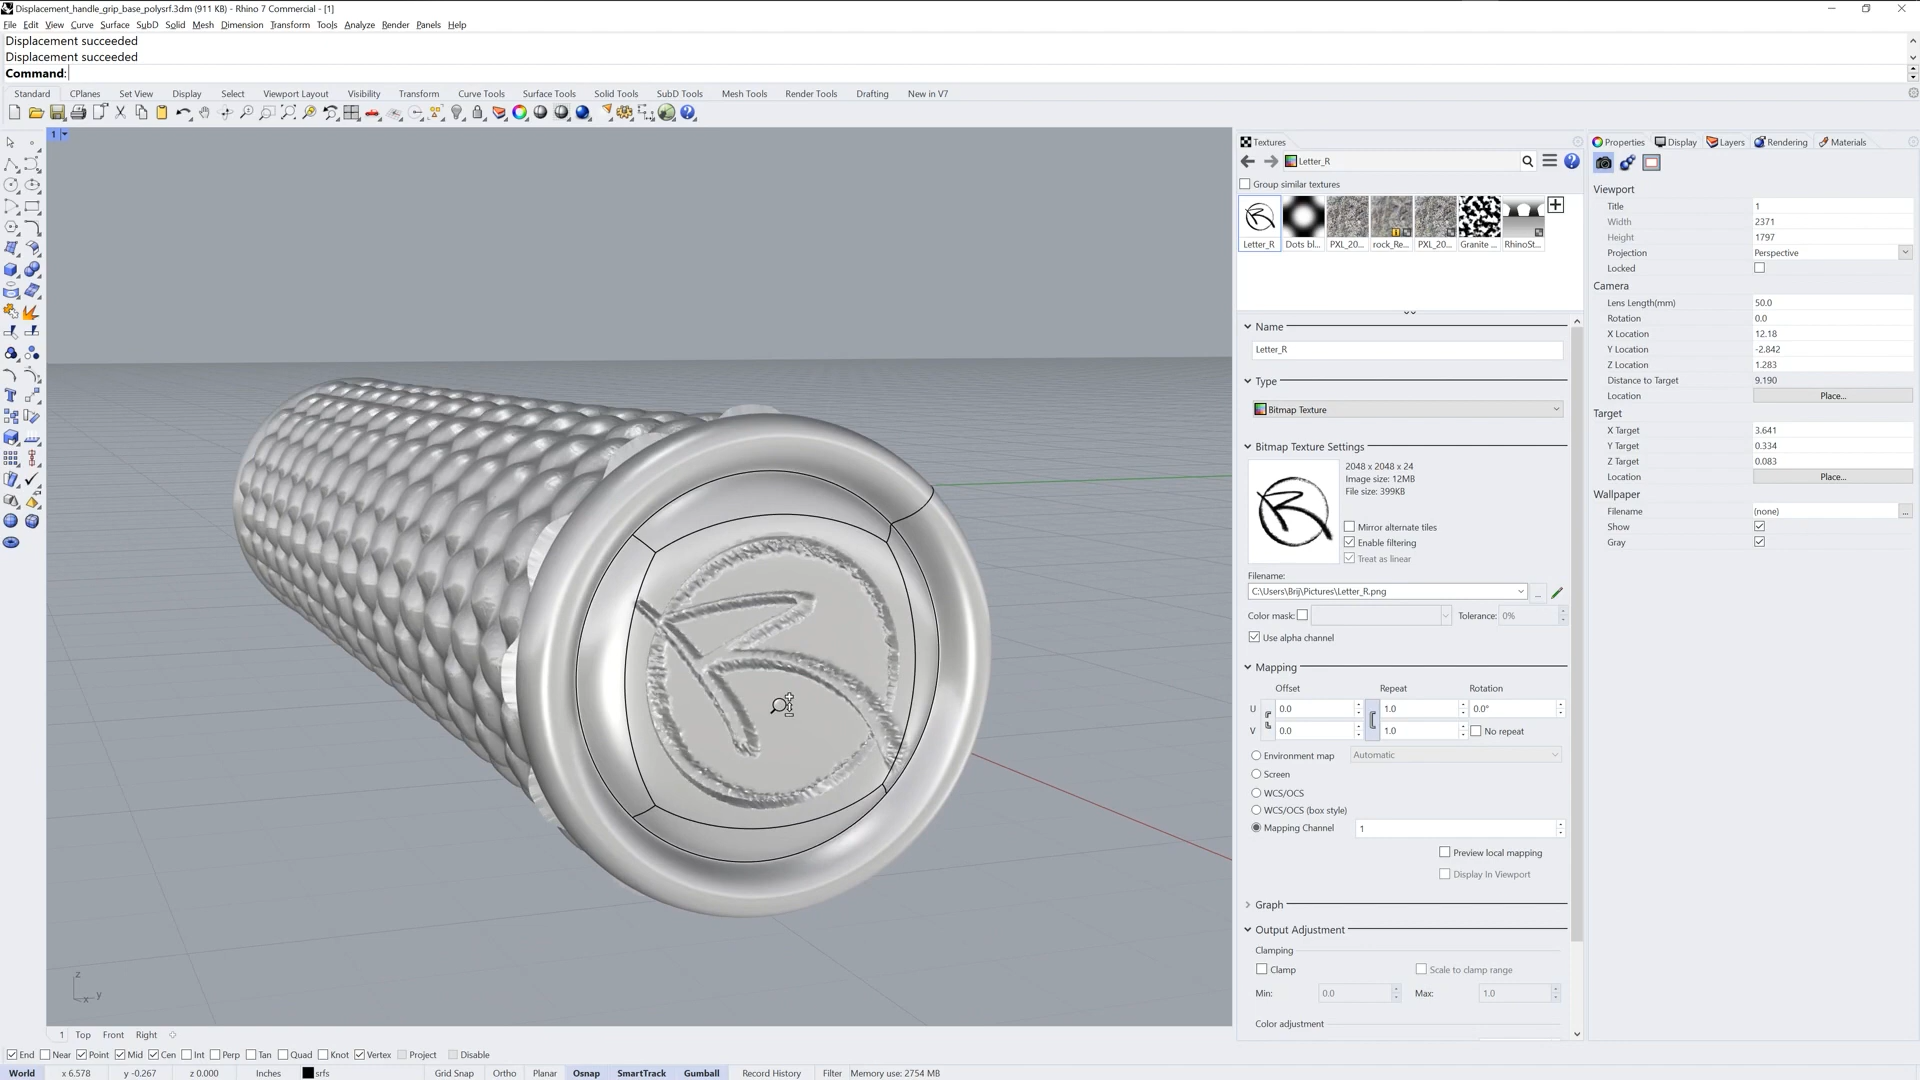 Displacement_handle_grip_base_polysrf.3dm (911 KB) - Rhino 7 Commercial - [1]
File Edit View Curve Surface SubD Solid Mesh Dimension Transform Tools Analyze Render Panels Help
Displacement succeeded
Displacement succeeded
Command:
Standard CPlanes Set View Display Select Viewport Layout Visibility Transform Curve Tools Surface Tools Solid Tools SubD Tools Mesh Tools Render Tools Drafting New in V7
1
Textures
Letter_R
Group similar textures
Letter_R Dots bl... PXL_20... rock_Re... PXL_20... Granite ... RhinoSt...
Name
Letter_R
Type
Bitmap Texture
Bitmap Texture Settings
2048 x 2048 x 24
Image size: 12MB
File size: 399KB
Mirror alternate tiles
Enable filtering
Treat as linear
Filename:
C:\Users\Brij\Pictures\Letter_R.png
...
Color mask: Tolerance: 0%
Use alpha channel
Mapping
Offset Repeat Rotation
U 0.0 1.0 0.0°
V 0.0 1.0 No repeat
Environment map Automatic
Screen
WCS/OCS
WCS/OCS (box style)
Mapping Channel 1
Preview local mapping
Display In Viewport
Graph
Output Adjustment
Clamping
Clamp Scale to clamp range
Min: 0.0 Max: 1.0
Color adjustment
Properties Display Layers Rendering Materials
Viewport
Title 1
Width 2371
Height 1797
Projection Perspective
Locked
Camera
Lens Length(mm) 50.0
Rotation 0.0
X Location 12.18
Y Location -2.842
Z Location 1.283
Distance to Target 9.190
Location Place...
Target
X Target 3.641
Y Target 0.334
Z Target 0.083
Location Place...
Wallpaper
Filename (none) ...
Show
Gray
R
z
x y
1 Top Front Right
End Near Point Mid Cen Int Perp Tan Quad Knot Vertex Project Disable
World x 6.578 y -0.267 z 0.000 Inches srfs Grid Snap Ortho Planar Osnap SmartTrack Gumball Record History Filter Memory use: 2754 MB